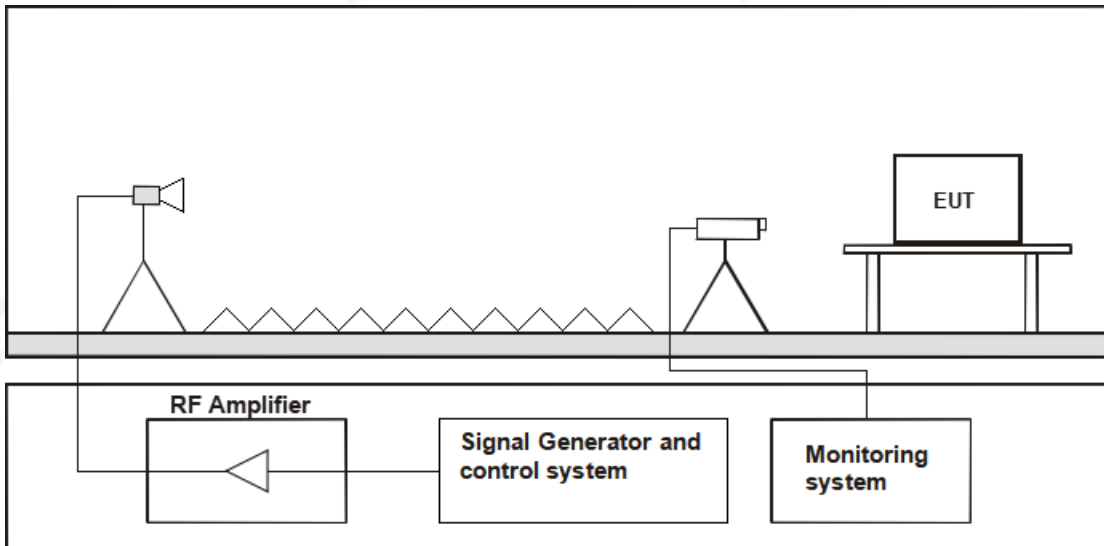 EUT
RF Amplifier
Signal Generator and
control system
Monitoring
system